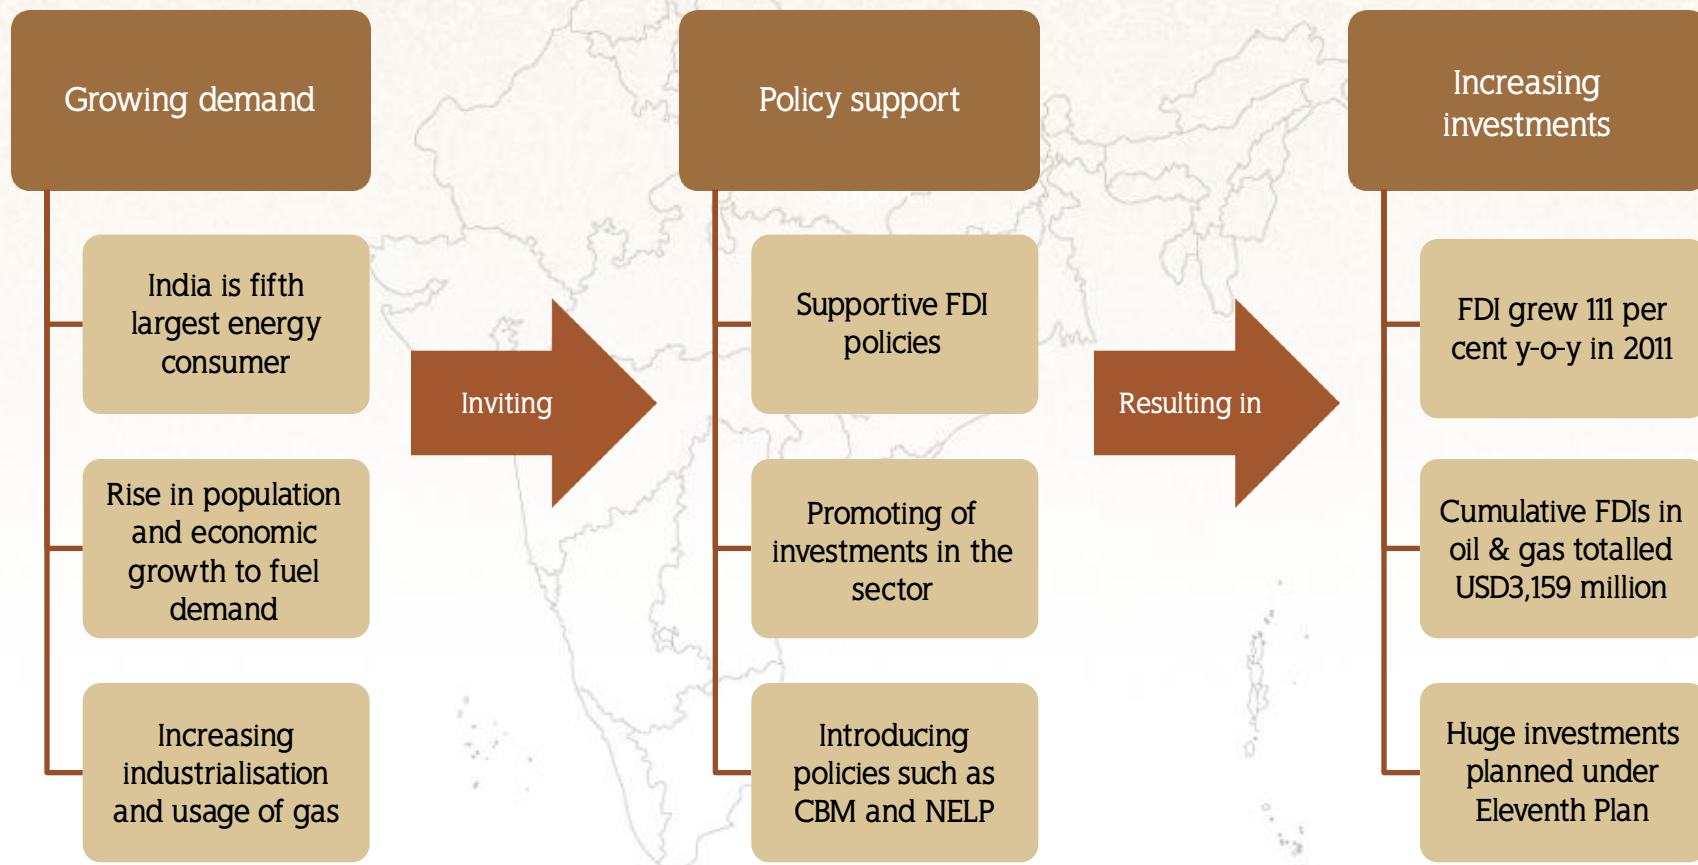 Growing demand
India is fifth
largest energy
consumer
Rise in population
and economic
growth to fuel
demand
Increasing
industrialisation
and usage of gas
Inviting
Policy support
support…
Supportive FDI
policies
Promoting of
investments in the
sector
Introducing
policies such as
CBM and NELP
Resulting in
Increasing
investments
FDI grew 111 per
cent y-o-y in 2011
Cumulative FDIs in
oil & gas totalled
USD3,159 million
Huge investments
planned under
Eleventh Plan